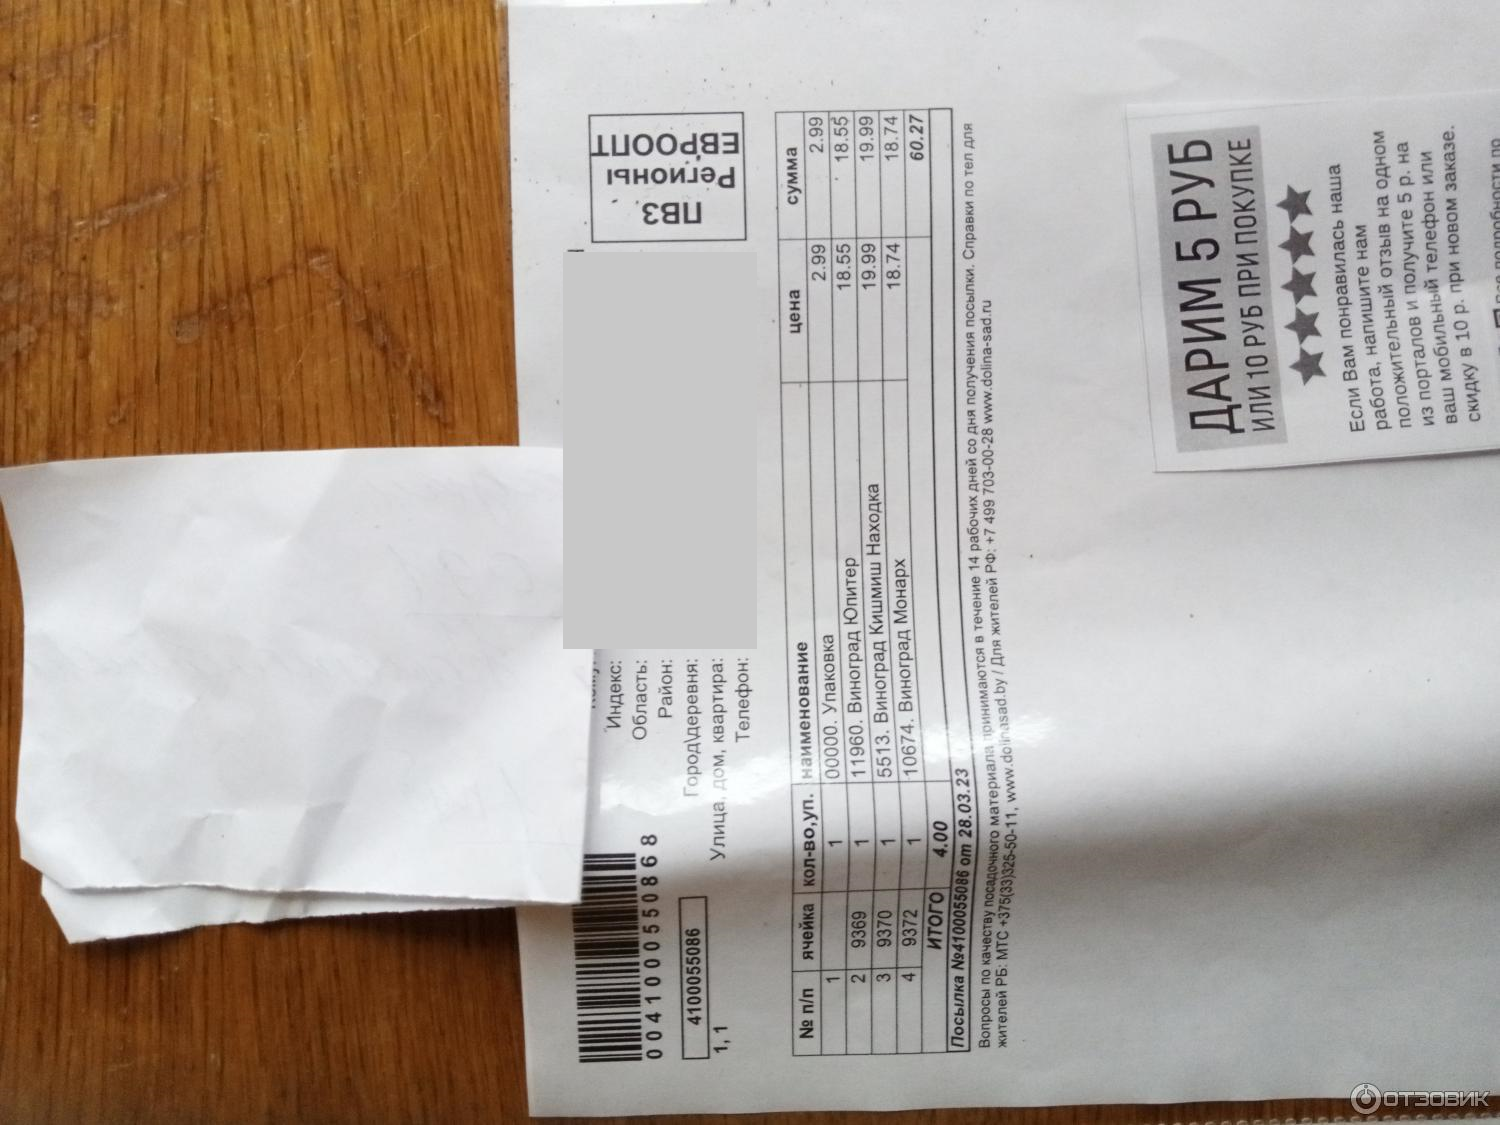 ПВЗ
Регионы
ЕВРООПТ
0041000550868
4100055086
1, 1
Индекс:
Область:
Район:
Город\деревня:
Улица, дом, квартира:
Телефон:
№ п/п ячейка кол-во,уп. наименование цена сумма
1 1 00000. Упаковка 2.99 2.99
2 9369 1 11960. Виноград Юпитер 18.55 18.55
3 9370 1 5513. Виноград Кишмиш Находка 19.99 19.99
4 9372 1 10674. Виноград Монарх 18.74 18.74
ИТОГО 4.00 60.27
Посылка №4100055086 от 28.03.23
Вопросы по качеству посадочного материала принимаются в течение 14 рабочих дней со дня получения посылки. Справки по тел для
жителей РБ: МТС +375(33)325-50-11, www.dolinasad.by / Для жителей РФ: +7 499 703-00-28 www.dolina-sad.ru
ДАРИМ 5 РУБ
ИЛИ 10 РУБ ПРИ ПОКУПКЕ
Если Вам понравилась наша
работа, напишите нам
положительный отзыв на одном
из порталов и получите 5 р. на
ваш мобильный телефон или
скидку в 10 р. при новом заказе.
подробности по
ОТЗОВИК